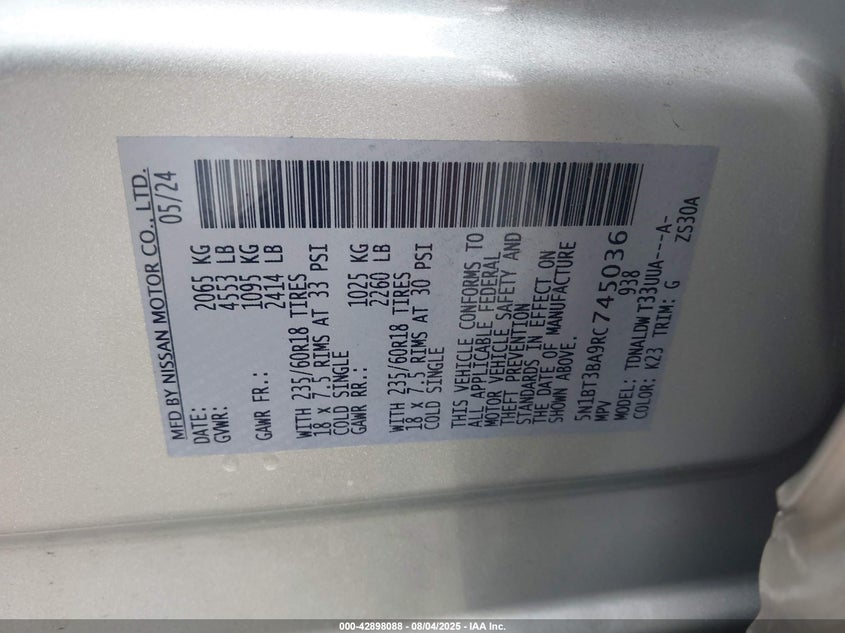 MFD BY NISSAN MOTOR CO., LTD.
DATE: 05/24
GVWR: 2065 KG
4553 LB
GAWR FR.: 1095 KG
2414 LB
WITH 235/60R18 TIRES
18 X 7.5 RIMS AT 33 PSI
COLD SINGLE
GAWR RR.: 1025 KG
2260 LB
WITH 235/60R18 TIRES
18 X 7.5 RIMS AT 30 PSI
COLD SINGLE
THIS VEHICLE CONFORMS TO
ALL APPLICABLE FEDERAL
MOTOR VEHICLE SAFETY AND
THEFT PREVENTION
STANDARDS IN EFFECT ON
THE DATE OF MANUFACTURE
SHOWN ABOVE.
5N1BT3BA9RC745036
MPV 938
MODEL: TDNALDWT33UUA---A-
COLOR: K23 TRIM: G ZS30A
000-42898088 - 08/04/2025 - IAA Inc.